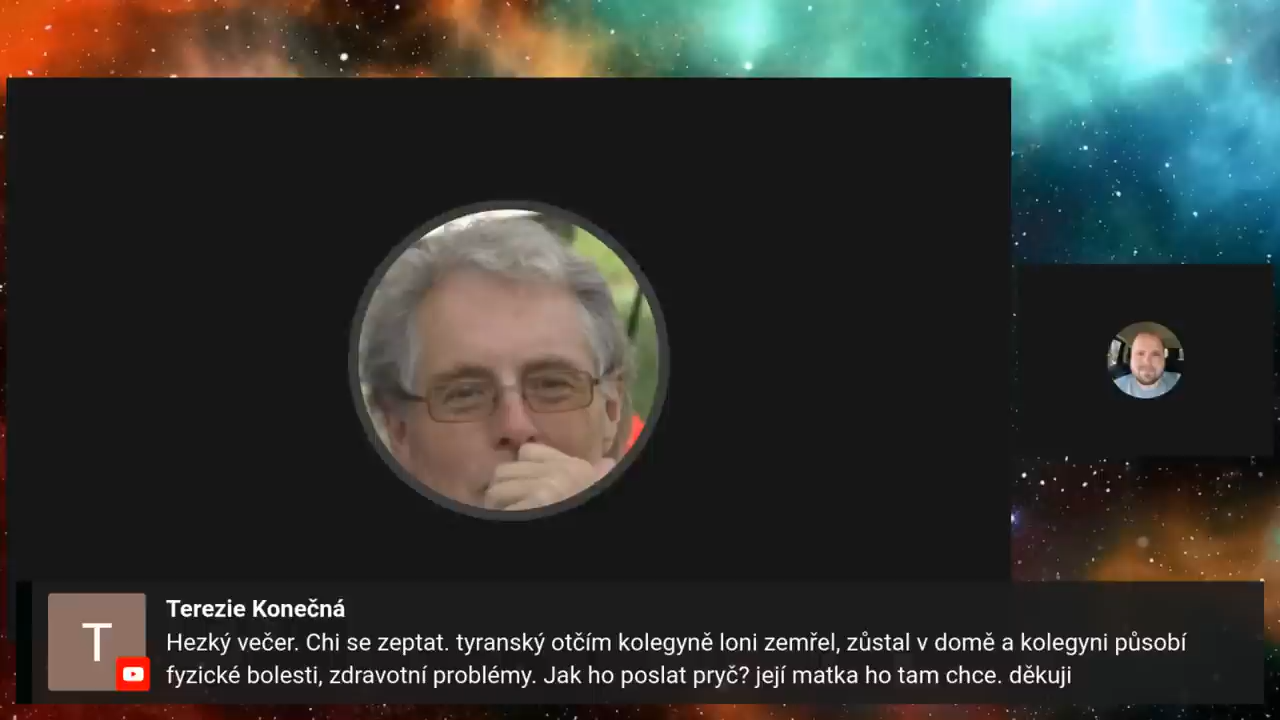 T
Terezie Konečná
Hezký večer. Chi se zeptat. tyranský otčím kolegyně loni zemřel, zůstal v domě a kolegyni působí
fyzické bolesti, zdravotní problémy. Jak ho poslat pryč? její matka ho tam chce. děkuji